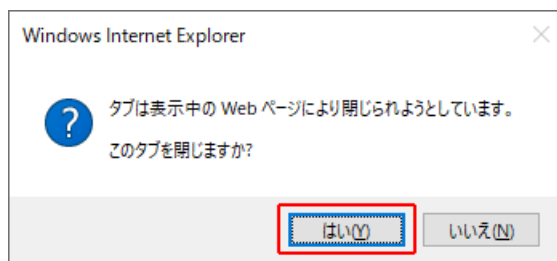 Windows Internet Explorer
タブは表示中の Web ページにより閉じられようとしています。
このタブを閉じますか?
はい(Y)
いいえ(N)